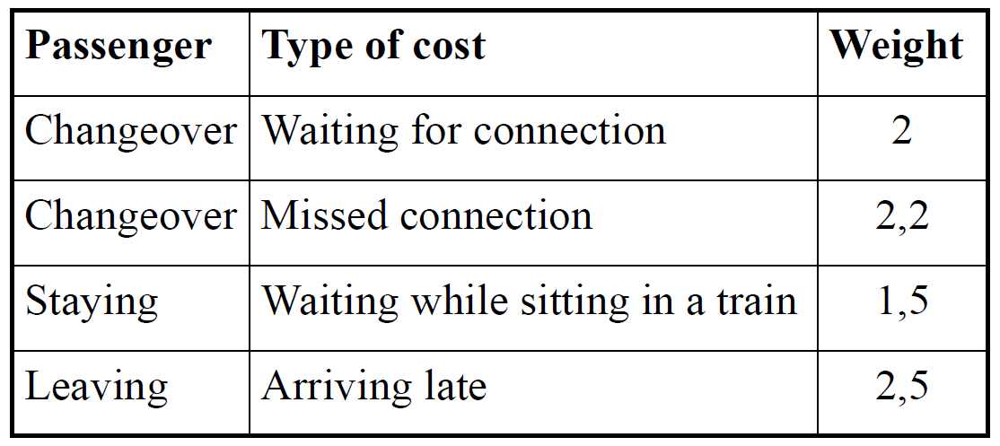 Passenger Type of cost Weight
Changeover Waiting for connection 2
Changeover Missed connection 2,2
Staying Waiting while sitting in a train 1,5
Leaving Arriving late 2,5